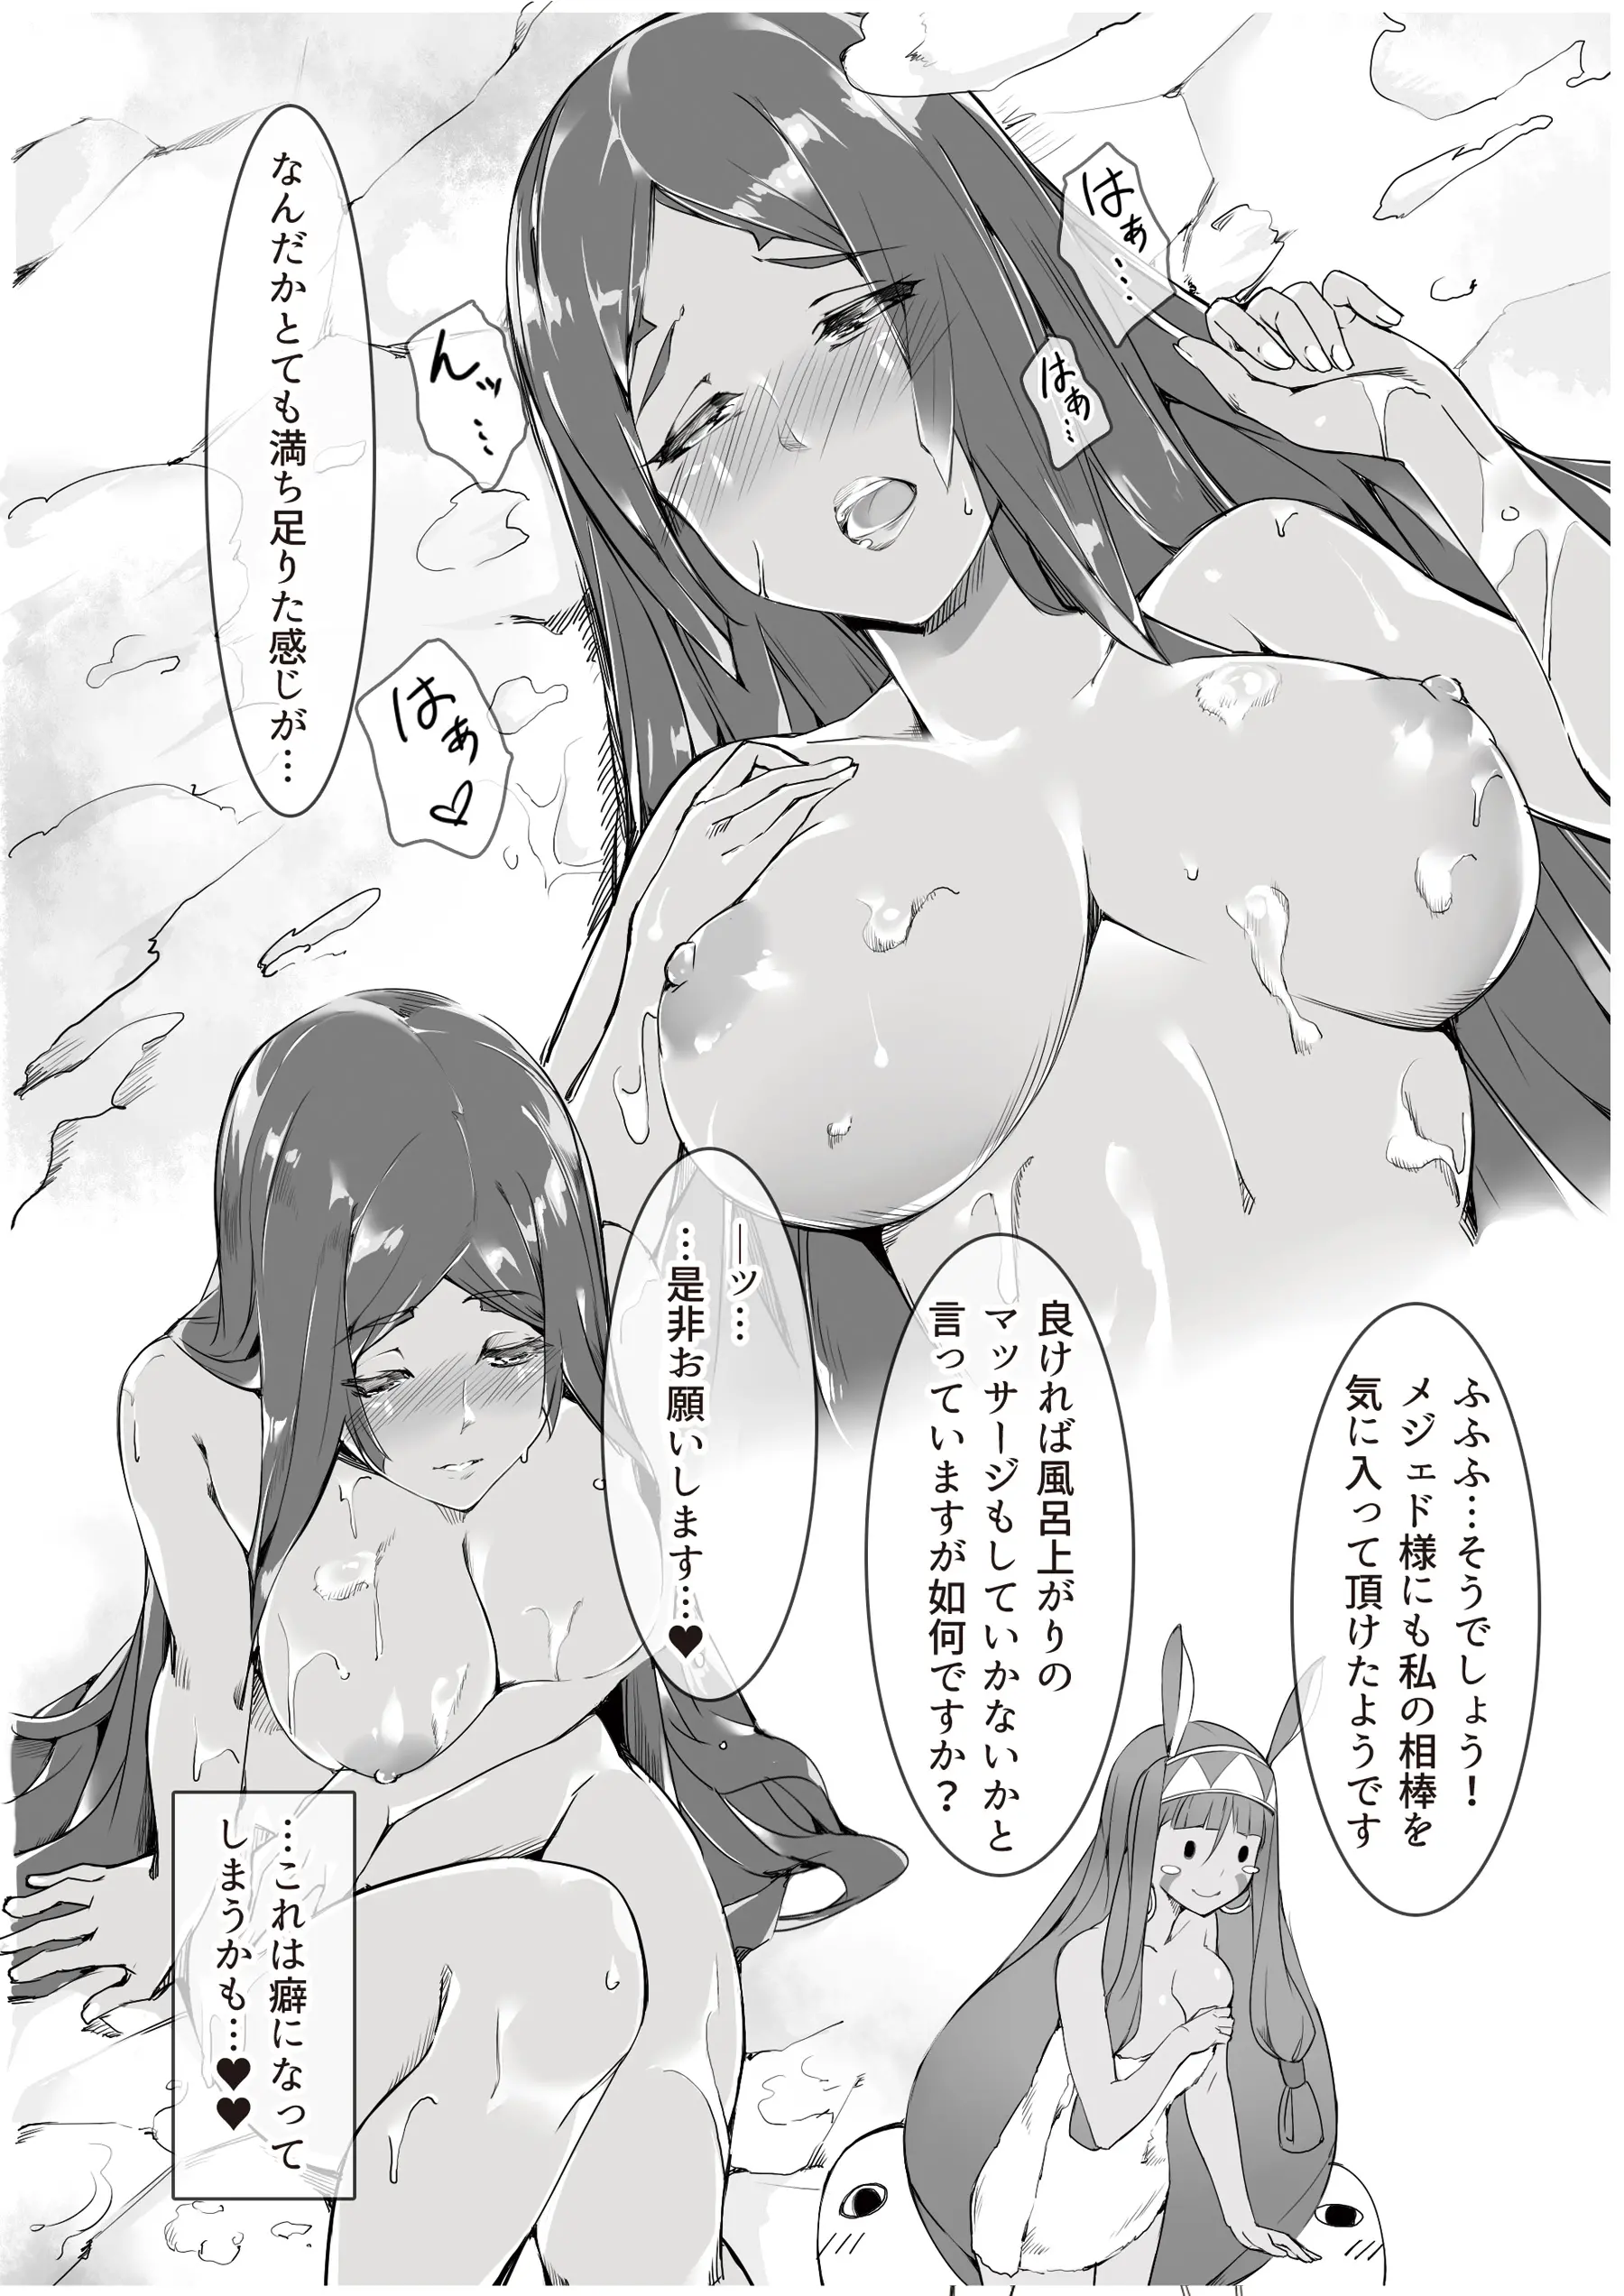 はぁ…
はぁ…
んッ…
なんだかとても満ち足りた感じが…
はぁ♡
ふふふ…そうでしょう！
メジェド様にも私の相棒を
気に入って頂けたようです
良ければ風呂上がりの
マッサージもしていかないかと
言っていますが如何ですか？
―ッ…
…是非お願いします…♥
…これは癖になって
しまうかも…♥♥